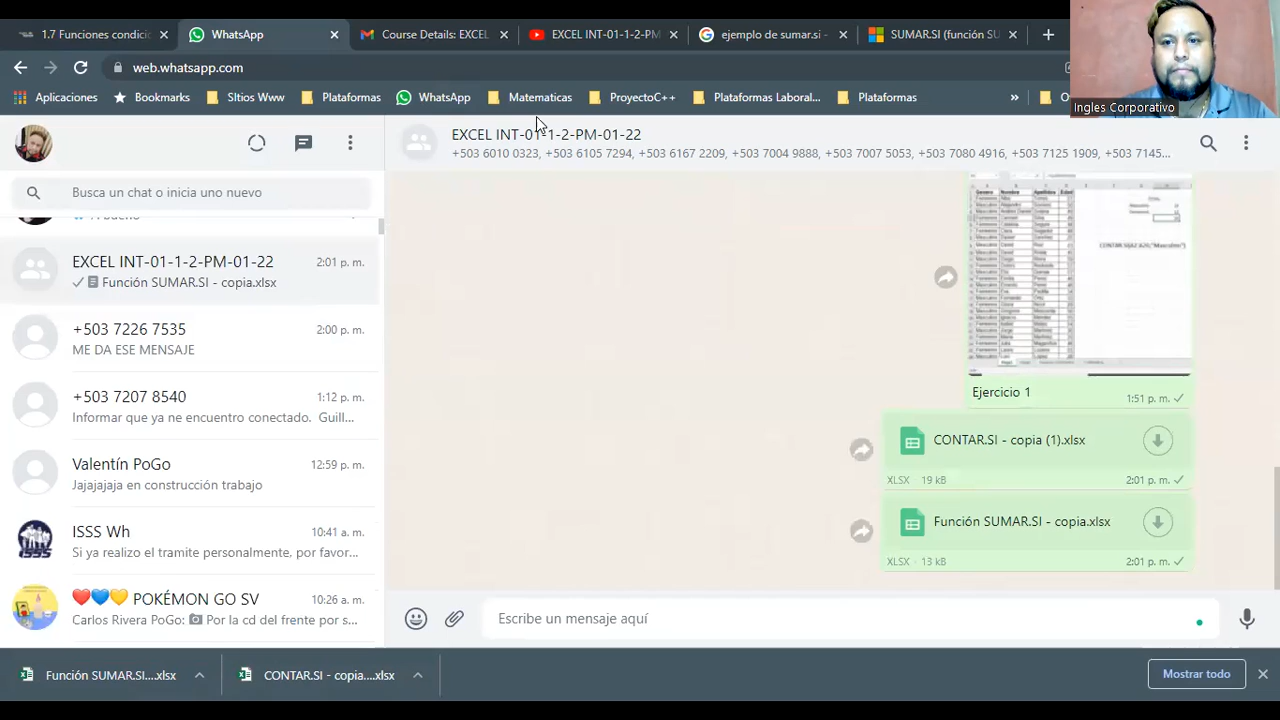 1.7 Funciones condici
WhatsApp
Course Details: EXCEL
EXCEL INT-01-1-2-PM
ejemplo de sumar.si -
SUMAR.SI (función SU
web.whatsapp.com
Aplicaciones
Bookmarks
SItios Www
Plataformas
WhatsApp
Matematicas
ProyectoC++
Plataformas Laboral...
Plataformas
»
Ingles Corporativo
EXCEL INT-01-1-2-PM-01-22
+503 6010 0323, +503 6105 7294, +503 6167 2209, +503 7004 9888, +503 7007 5053, +503 7080 4916, +503 7125 1909, +503 7145...
Busca un chat o inicia uno nuevo
EXCEL INT-01-1-2-PM-01-22
2:01 p. m.
Función SUMAR.SI - copia.xlsx
+503 7226 7535
2:00 p. m.
ME DA ESE MENSAJE
+503 7207 8540
1:12 p. m.
Informar que ya ne encuentro conectado. Guill...
Valentín PoGo
12:59 p. m.
Jajajajaja en construcción trabajo
ISSS Wh
10:41 a. m.
Si ya realizo el tramite personalmente, por favor...
❤️💙💛 POKÉMON GO SV
10:26 a. m.
Carlos Rivera PoGo: 📷 Por la cd del frente por s...
Ejercicio 1
1:51 p. m.
CONTAR.SI - copia (1).xlsx
XLSX · 19 kB
2:01 p. m.
Función SUMAR.SI - copia.xlsx
XLSX · 13 kB
2:01 p. m.
Escribe un mensaje aquí
Función SUMAR.SI....xlsx
CONTAR.SI - copia....xlsx
Mostrar todo